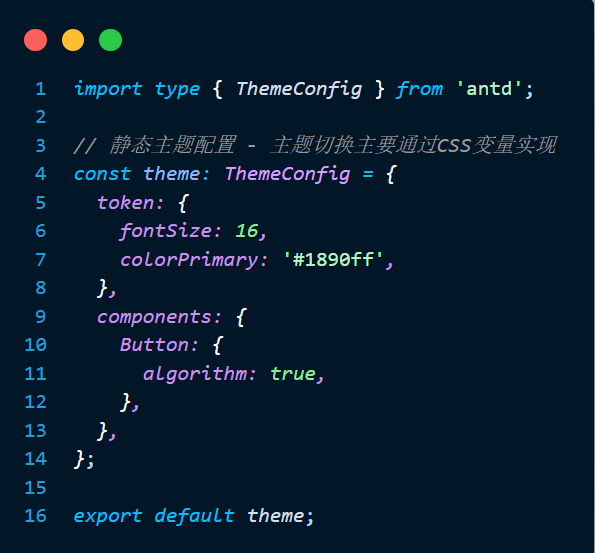 1 import type { ThemeConfig } from 'antd';
2
3 // 静态主题配置 - 主题切换主要通过CSS变量实现
4 const theme: ThemeConfig = {
5   token: {
6     fontSize: 16,
7     colorPrimary: '#1890ff',
8   },
9   components: {
10     Button: {
11       algorithm: true,
12     },
13   },
14 };
15
16 export default theme;